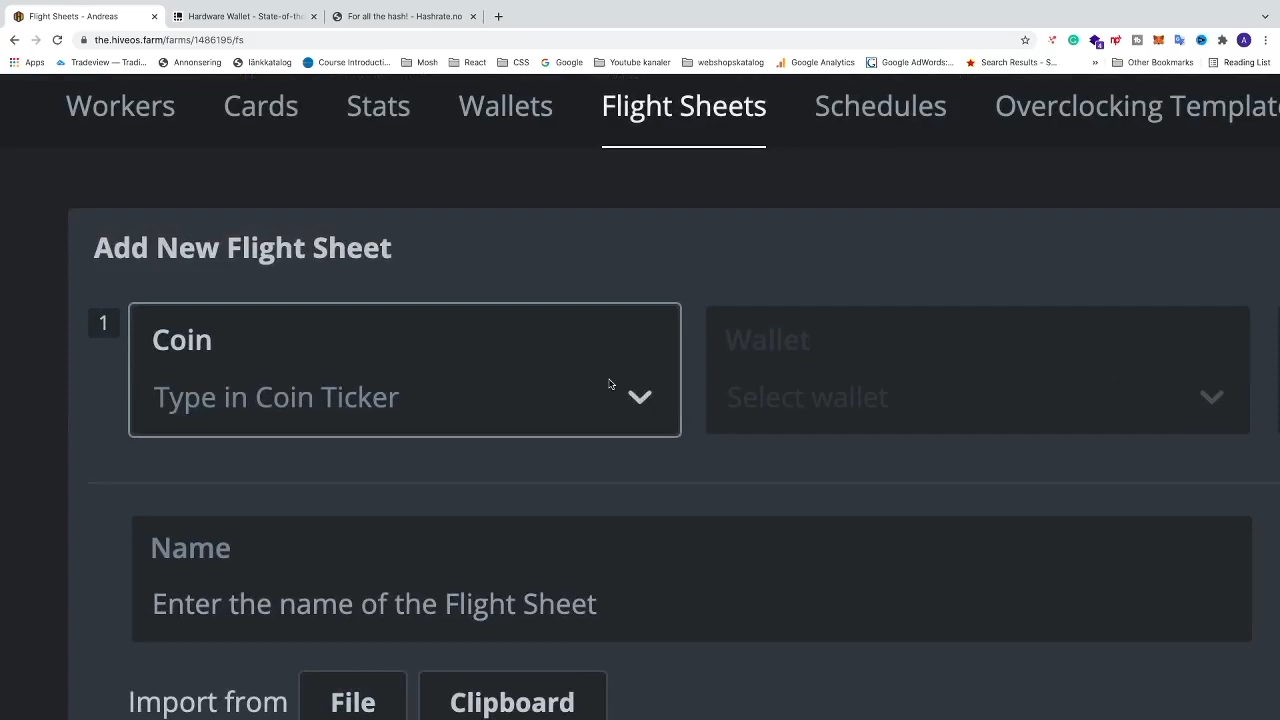 Flight Sheets - Andreas
Hardware Wallet - State-of-the
For all the hash! - Hashrate.no
the.hiveos.farm/farms/1486195/fs
A
4
Apps
Tradeview – Tradi...
Annonsering
länkkatalog
Course Introducti...
Mosh
React
CSS
Google
Youtube kanaler
webshopskatalog
Google Analytics
Google AdWords:...
Search Results - S...
»
Other Bookmarks
Reading List
Workers Cards Stats Wallets Flight Sheets Schedules Overclocking Template
Add New Flight Sheet
1
Coin
Type in Coin Ticker
Wallet
Select wallet
Name
Enter the name of the Flight Sheet
Import from File Clipboard